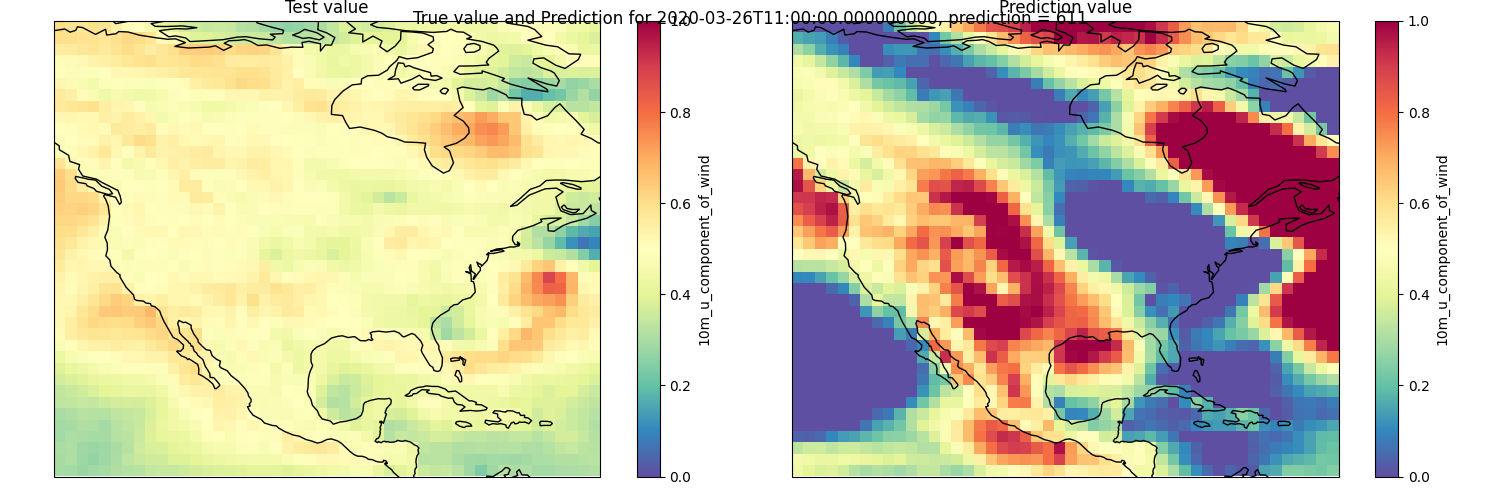 Test value
True value and Prediction for 2020-03-26T11:00:00.000000000, prediction = 611
Prediction value
1.0
0.8
0.6
0.4
0.2
0.0
10m_u_component_of_wind
1.0
0.8
0.6
0.4
0.2
0.0
10m_u_component_of_wind